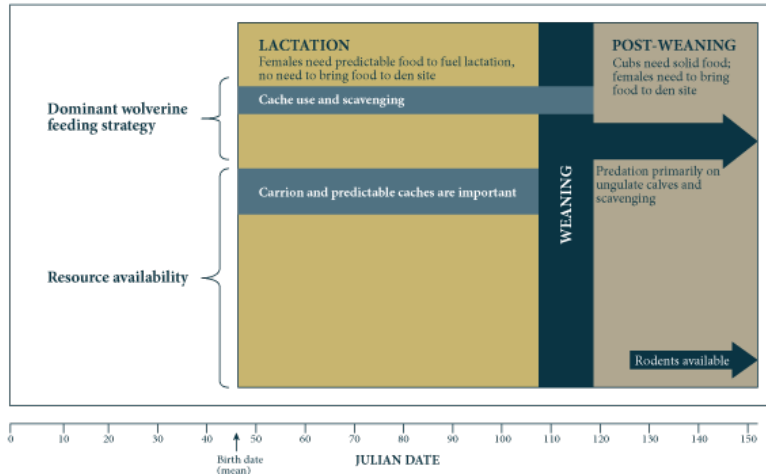 LACTATION
Females need predictable food to fuel lactation,
no need to bring food to den site
POST-WEANING
Cubs need solid food;
females need to bring
food to den site
Dominant wolverine
feeding strategy
Cache use and scavenging
Carrion and predictable caches are important
WEANING
Predation primarily on
ungulate calves and
scavenging
Resource availability
Rodents available
0 10 20 30 40 50 60 70 80 90 100 110 120 130 140 150
Birth date
(mean)
JULIAN DATE